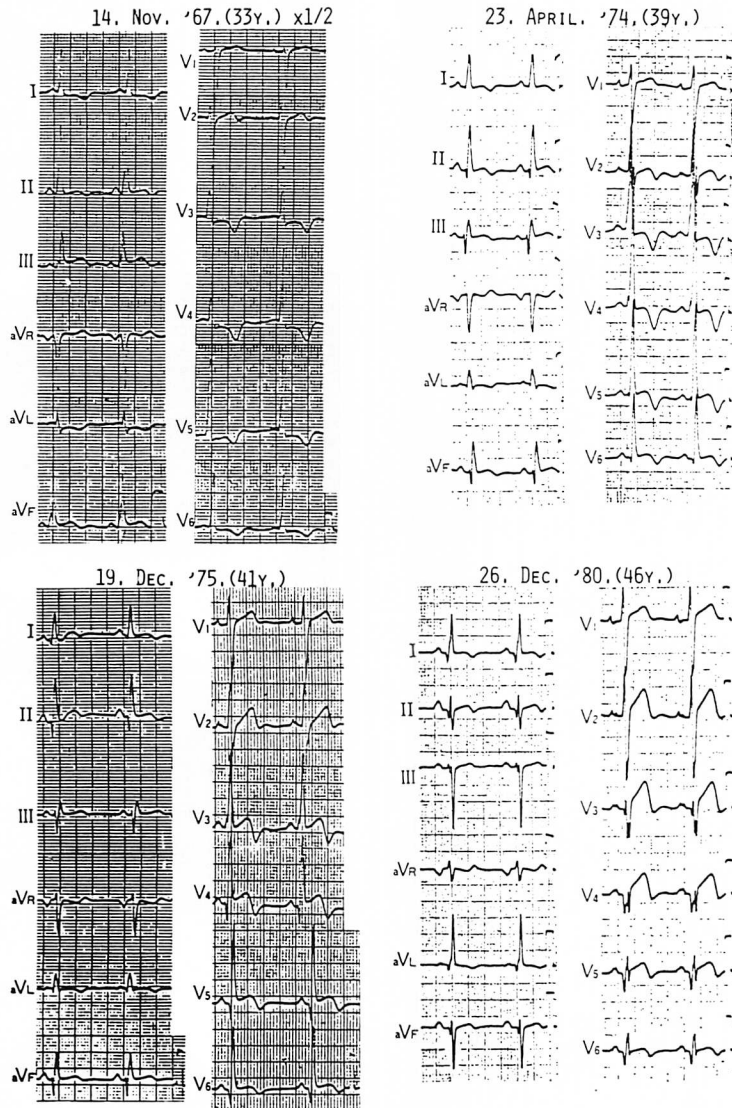 14. Nov. '67.(33Y.) x1/2
I
II
III
aVR
aVL
aVF
V1
V2
V3
V4
V5
V6
23. APRIL. '74.(39Y.)
I
II
III
aVR
aVL
aVF
V1
V2
V3
V4
V5
V6
19. DEC. '75.(41Y.)
I
II
III
aVR
aVL
aVF
V1
V2
V3
V4
V5
V6
26. DEC. '80.(46Y.)
I
II
III
aVR
aVL
aVF
V1
V2
V3
V4
V5
V6